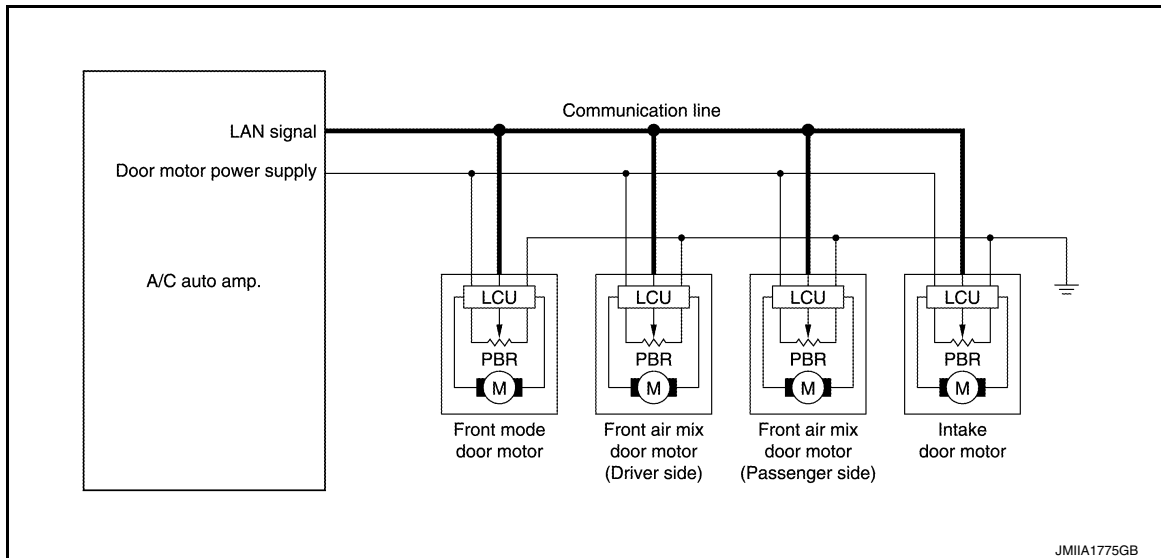 Communication line
LAN signal
Door motor power supply
A/C auto amp.
LCU
LCU
LCU
LCU
PBR
PBR
PBR
PBR
M
M
M
M
Front mode
door motor
Front air mix
door motor
(Driver side)
Front air mix
door motor
(Passenger side)
Intake
door motor
JMIIA1775GB